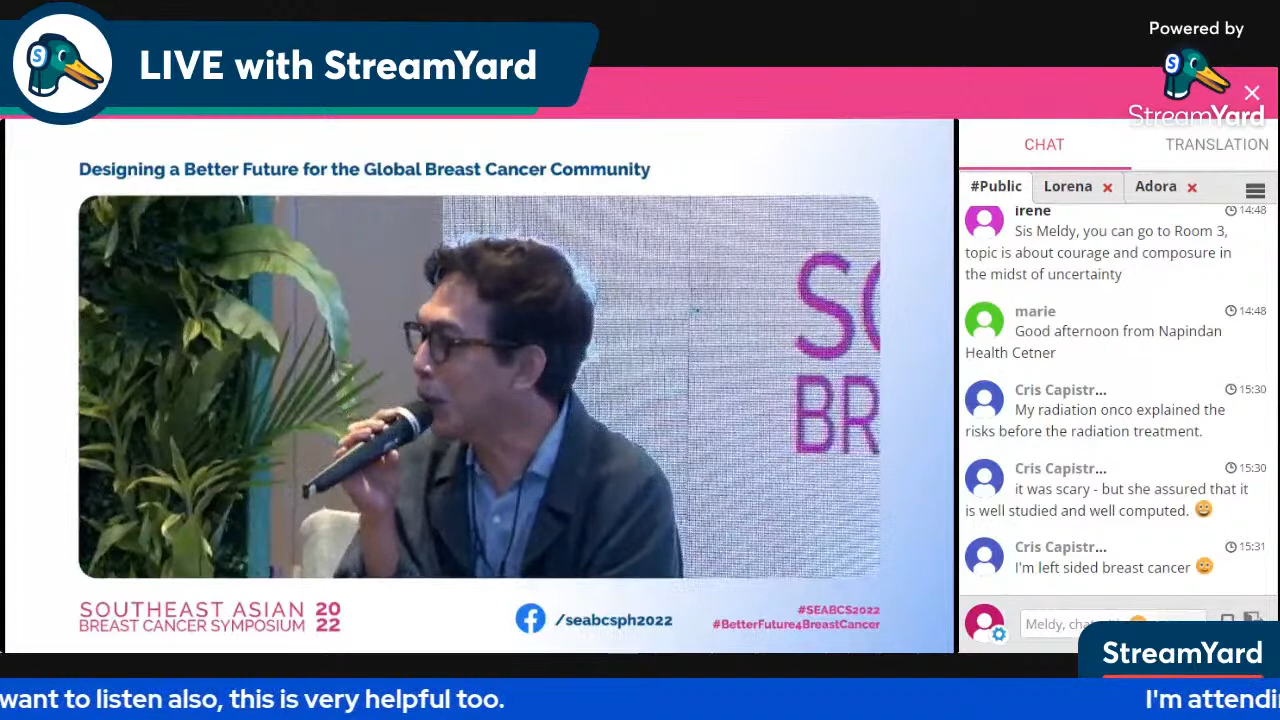 LIVE with StreamYard
Powered by
StreamYard
CHAT
TRANSLATION
#Public
Lorena
Adora
Designing a Better Future for the Global Breast Cancer Community
SO
BR
SOUTHEAST ASIAN 20
BREAST CANCER SYMPOSIUM 22
/seabcsph2022
#SEABCS2022
#BetterFuture4BreastCancer
irene 14:48
Sis Meldy, you can go to Room 3,
topic is about courage and composure in
the midst of uncertainty
marie 14:48
Good afternoon from Napindan
Health Cetner
Cris Capistr... 15:30
My radiation onco explained the
risks before the radiation treatment.
Cris Capistr... 15:30
it was scary - but she assured that it
is well studied and well computed. 😀
Cris Capistr... 15:31
I'm left sided breast cancer 🙂
Meldy,
StreamYard
want to listen also, this is very helpful too.
I'm